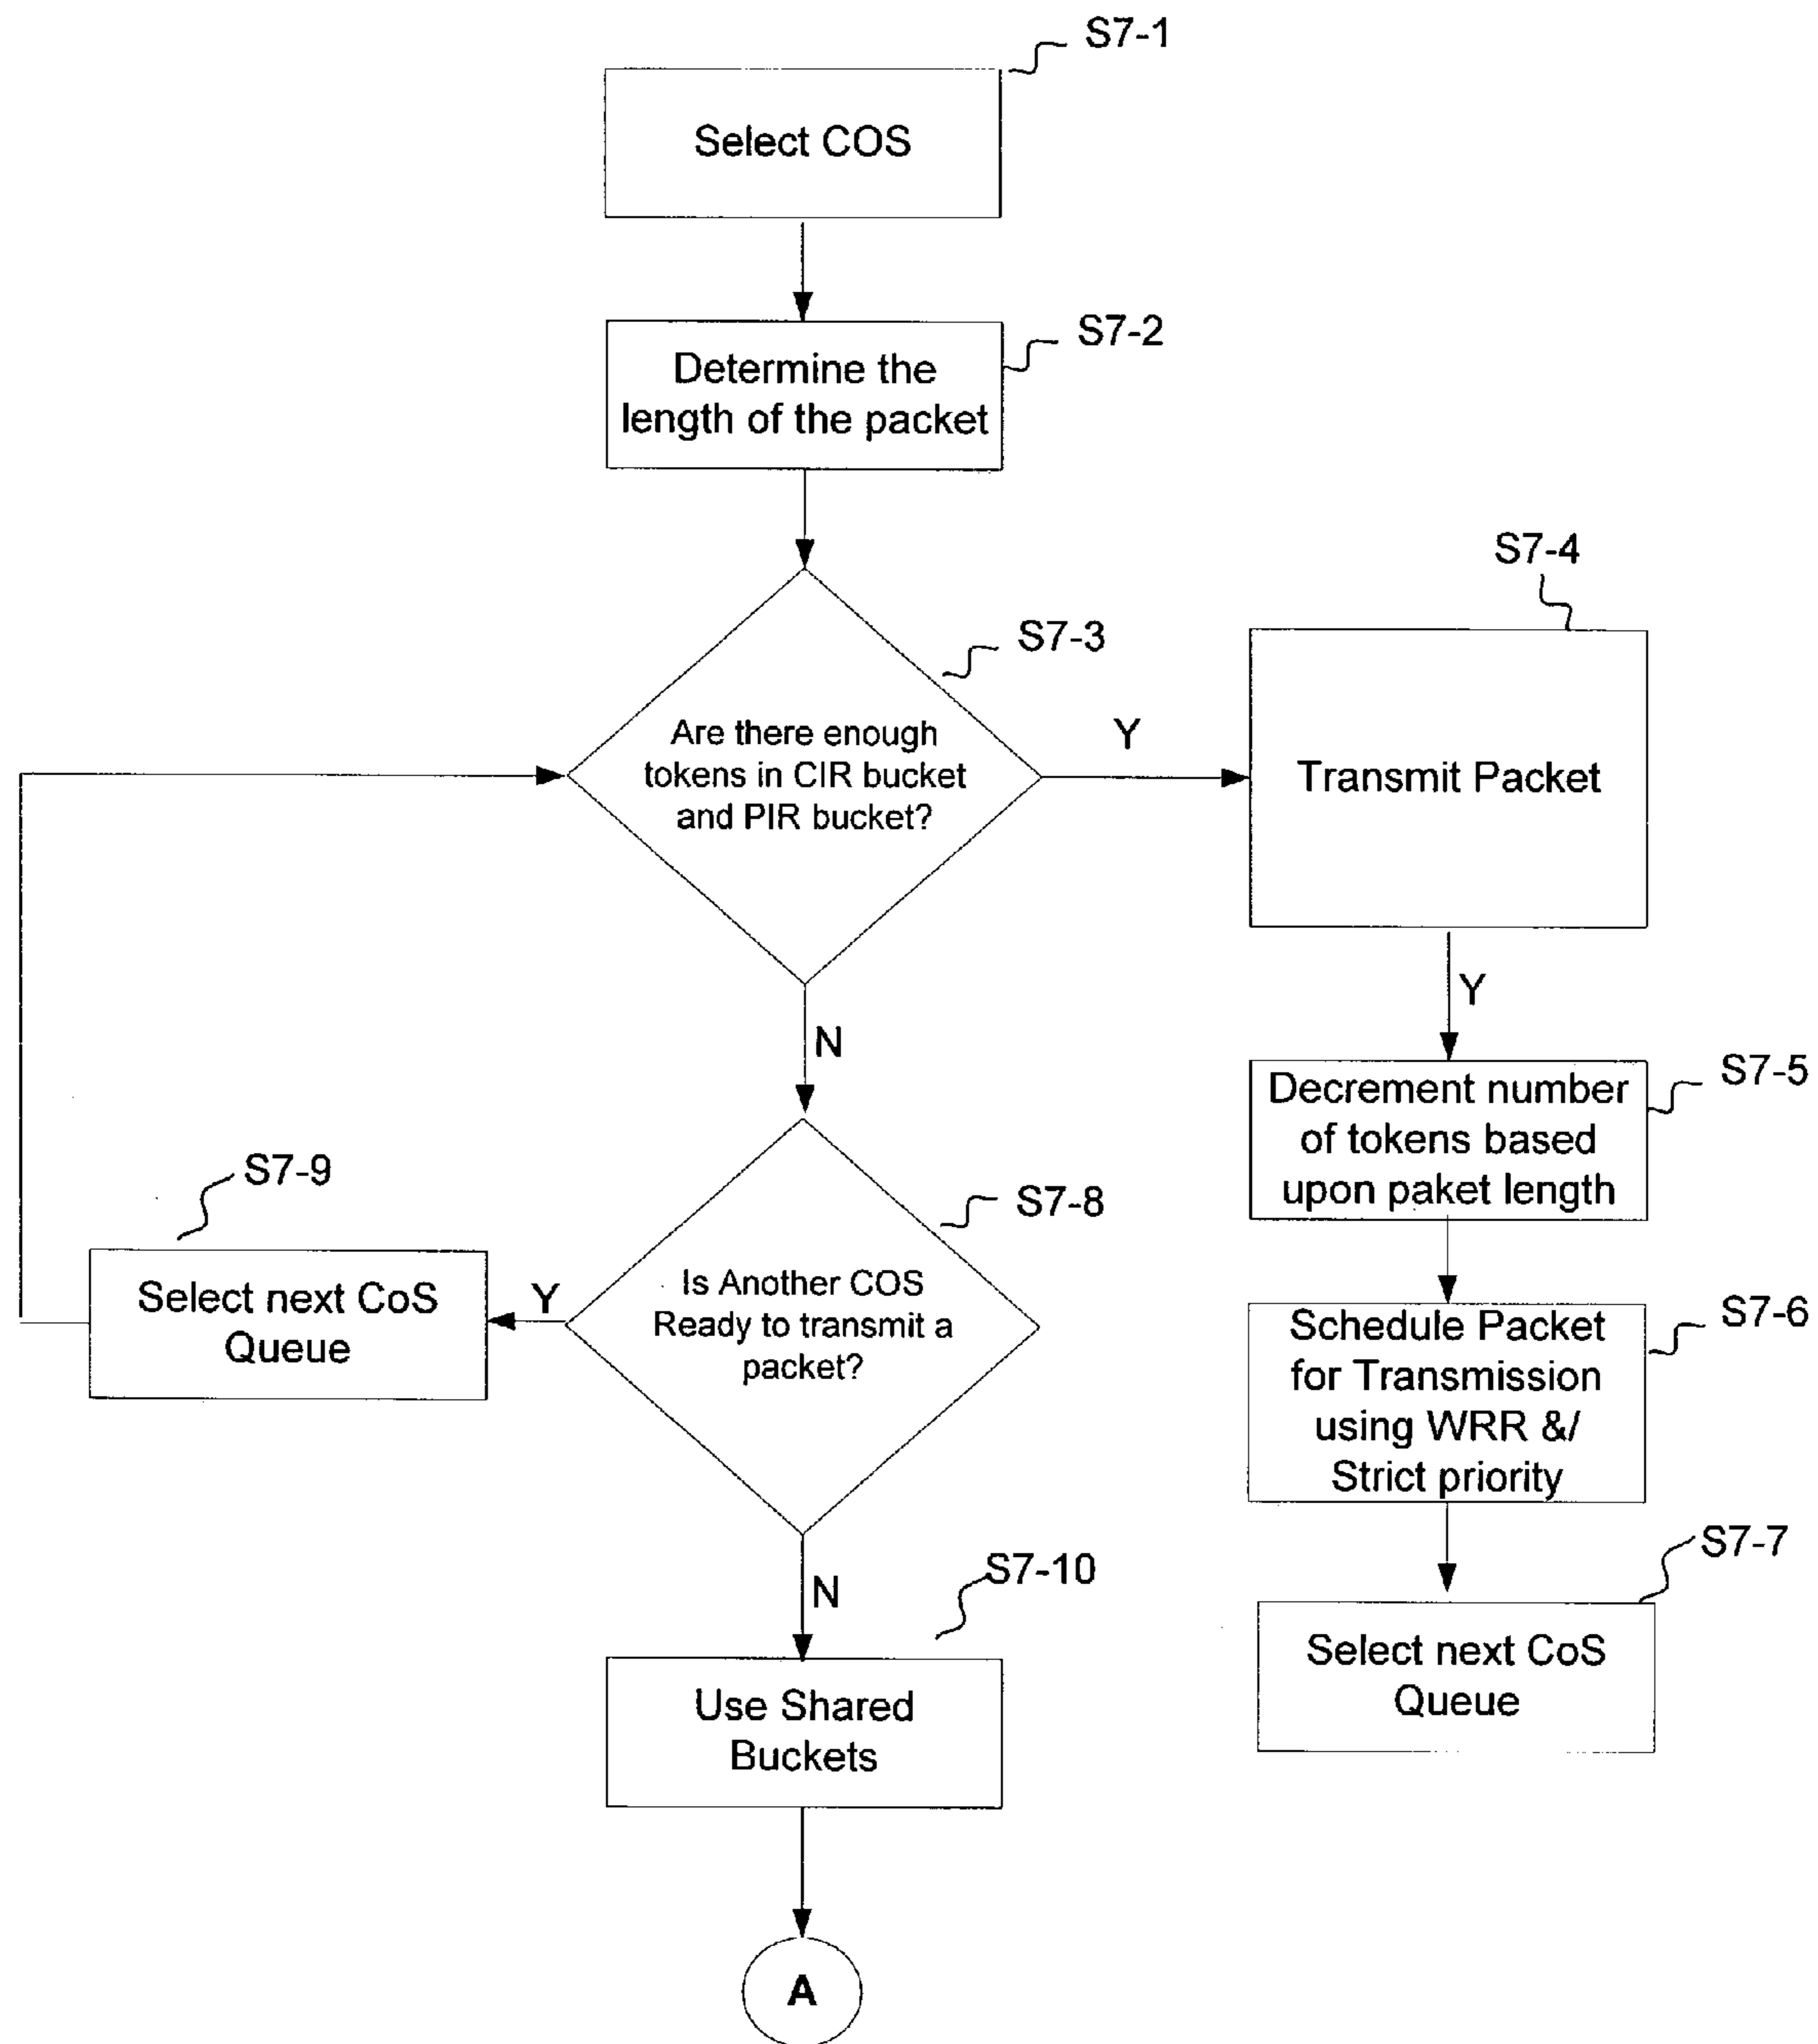 S7-1
Select COS
S7-2
Determine the
length of the packet
S7-3
Are there enough
tokens in CIR bucket
and PIR bucket?
Y
S7-4
Transmit Packet
Y
S7-5
Decrement number
of tokens based
upon paket length
S7-6
Schedule Packet
for Transmission
using WRR &/
Strict priority
S7-7
Select next CoS
Queue
N
S7-8
Is Another COS
Ready to transmit a
packet?
Y
S7-9
Select next CoS
Queue
N
S7-10
Use Shared
Buckets
A